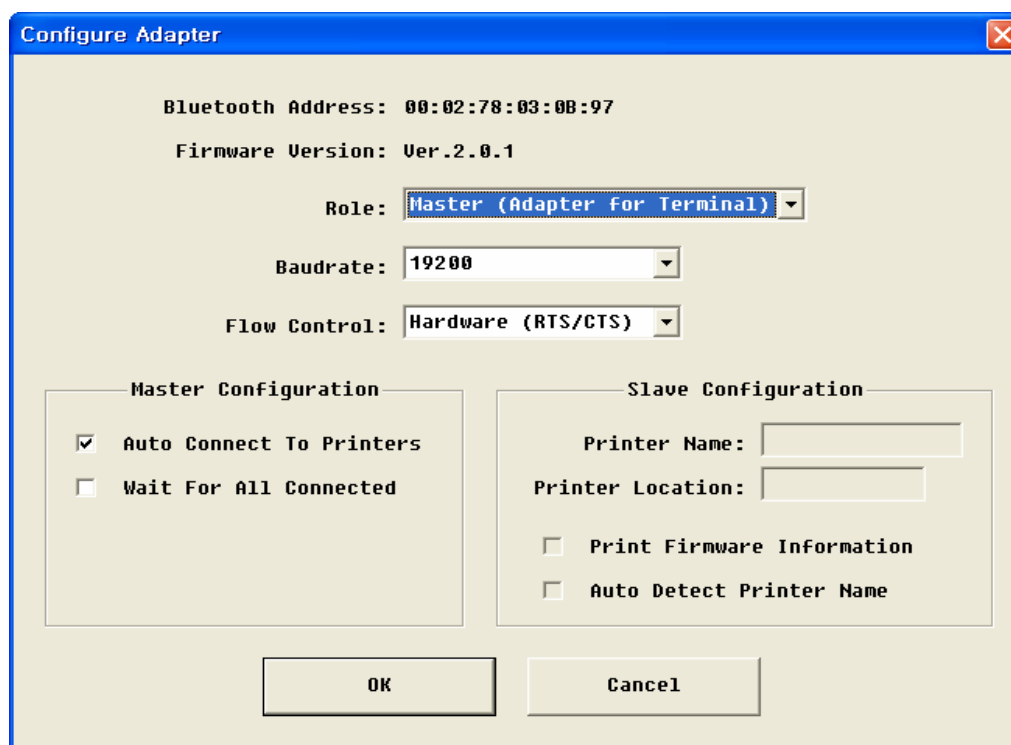 Configure Adapter
Bluetooth Address: 00:02:78:03:0B:97
Firmware Version: Ver.2.0.1
Role: Master (Adapter for Terminal)
Baudrate: 19200
Flow Control: Hardware (RTS/CTS)
Master Configuration
Auto Connect To Printers
Wait For All Connected
Slave Configuration
Printer Name:
Printer Location:
Print Firmware Information
Auto Detect Printer Name
OK Cancel